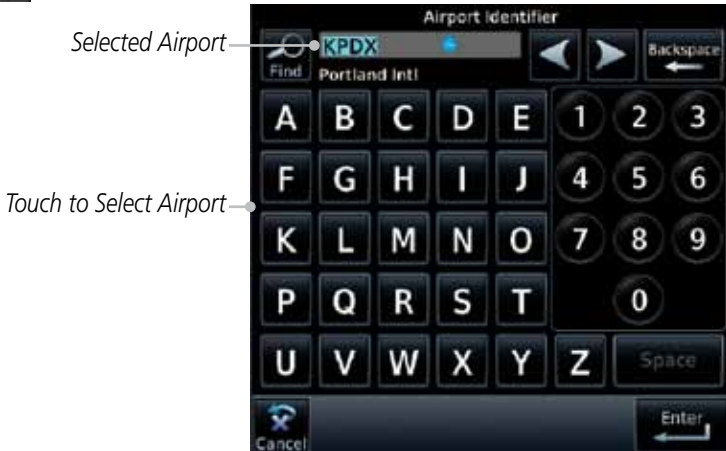 Airport Identifier
Selected Airport
KPDX
Find
Portland Intl
Backspace
A B C D E 1 2 3
Touch to Select Airport
F G H I J 4 5 6
K L M N O 7 8 9
P Q R S T 0
U V W X Y Z Space
Cancel
Enter